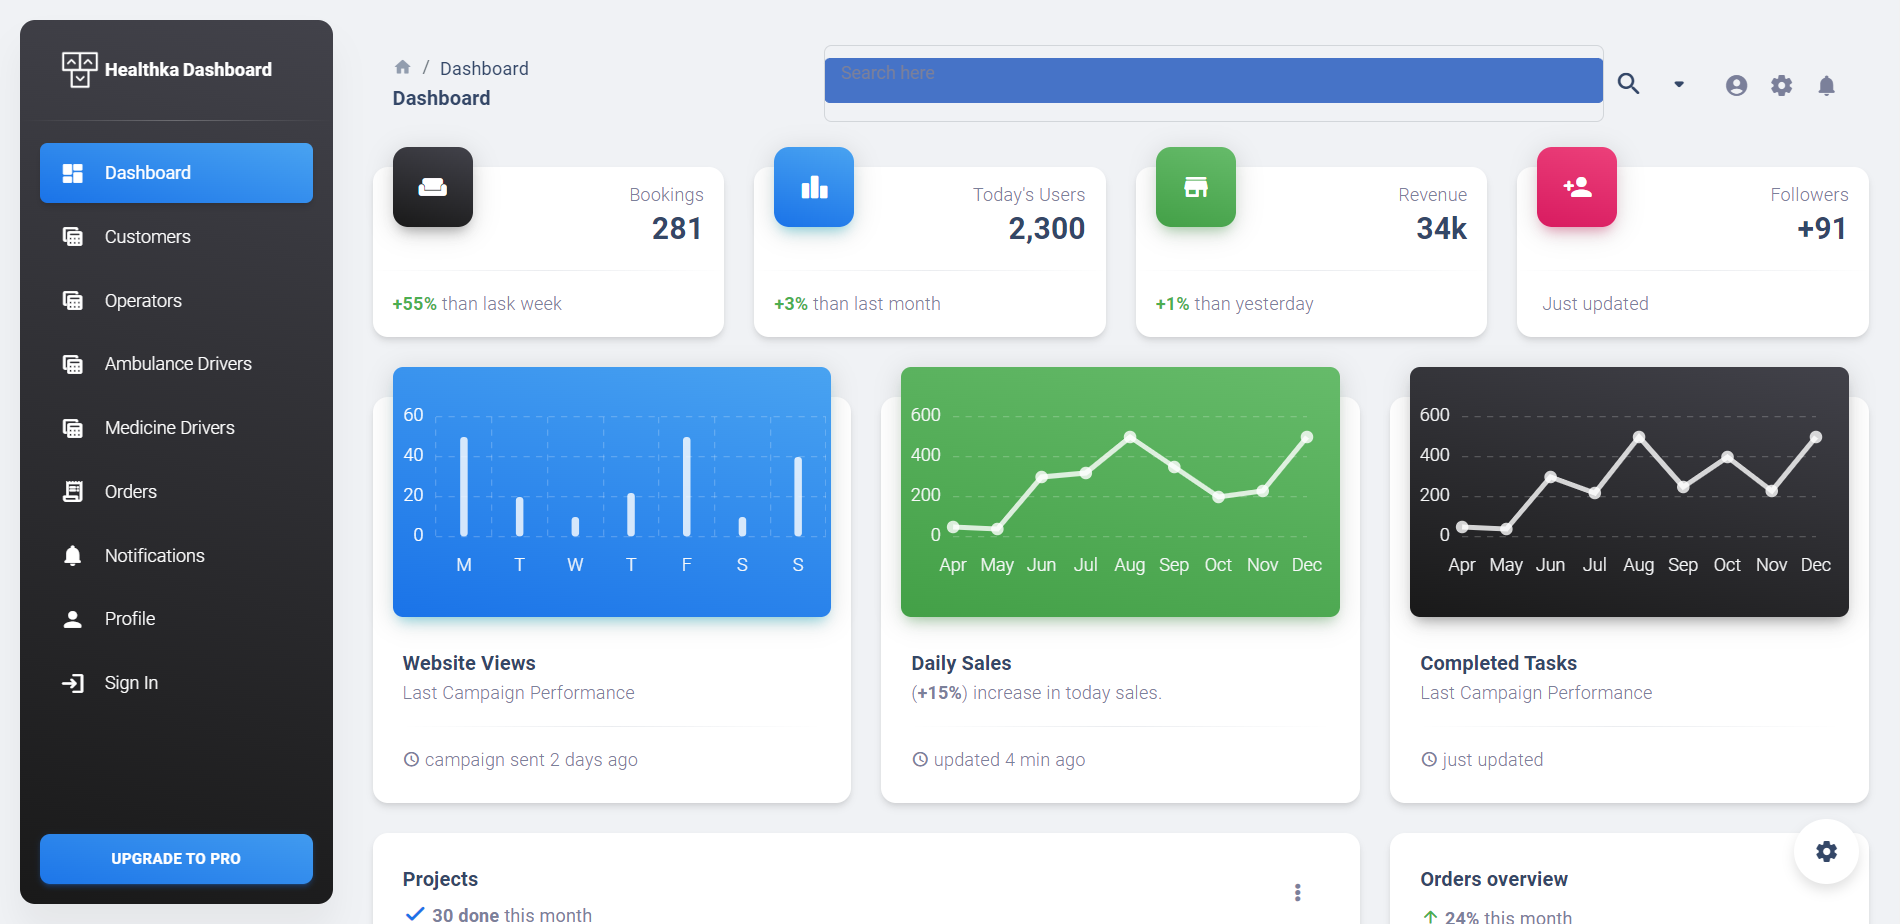 Healthka Dashboard
Dashboard
Customers
Operators
Ambulance Drivers
Medicine Drivers
Orders
Notifications
Profile
Sign In
UPGRADE TO PRO
/ Dashboard
Dashboard
Search here
Bookings
281
+55% than lask week
Today's Users
2,300
+3% than last month
Revenue
34k
+1% than yesterday
Followers
+91
Just updated
60
40
20
0
M T W T F S S
Website Views
Last Campaign Performance
campaign sent 2 days ago
600
400
200
0
Apr May Jun Jul Aug Sep Oct Nov Dec
Daily Sales
(+15%) increase in today sales.
updated 4 min ago
600
400
200
0
Apr May Jun Jul Aug Sep Oct Nov Dec
Completed Tasks
Last Campaign Performance
just updated
Projects
30 done this month
Orders overview
24% this month